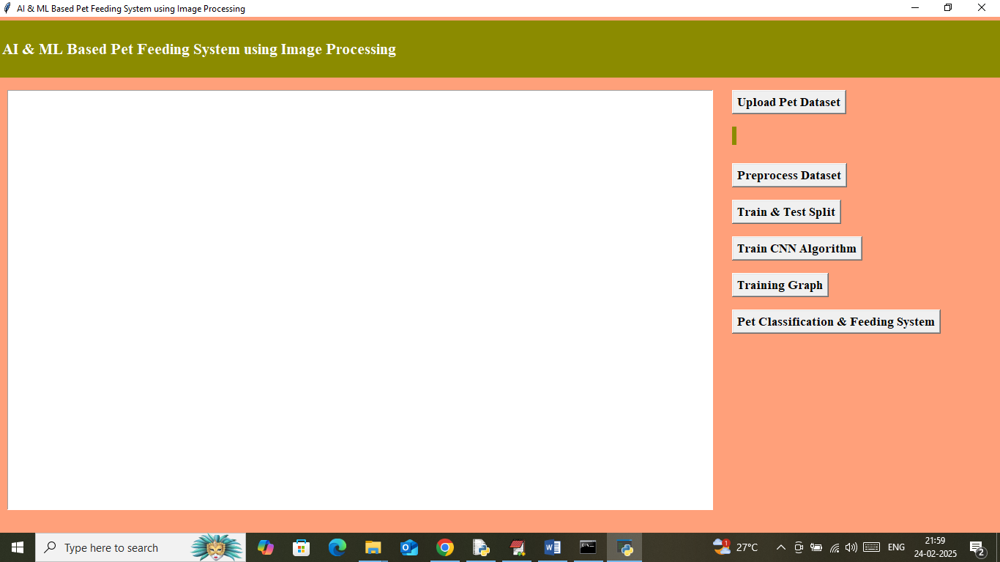 AI & ML Based Pet Feeding System using Image Processing
AI & ML Based Pet Feeding System using Image Processing
Upload Pet Dataset
Preprocess Dataset
Train & Test Split
Train CNN Algorithm
Training Graph
Pet Classification & Feeding System
Type here to search
1
27°C
ENG
21:59
24-02-2025
2